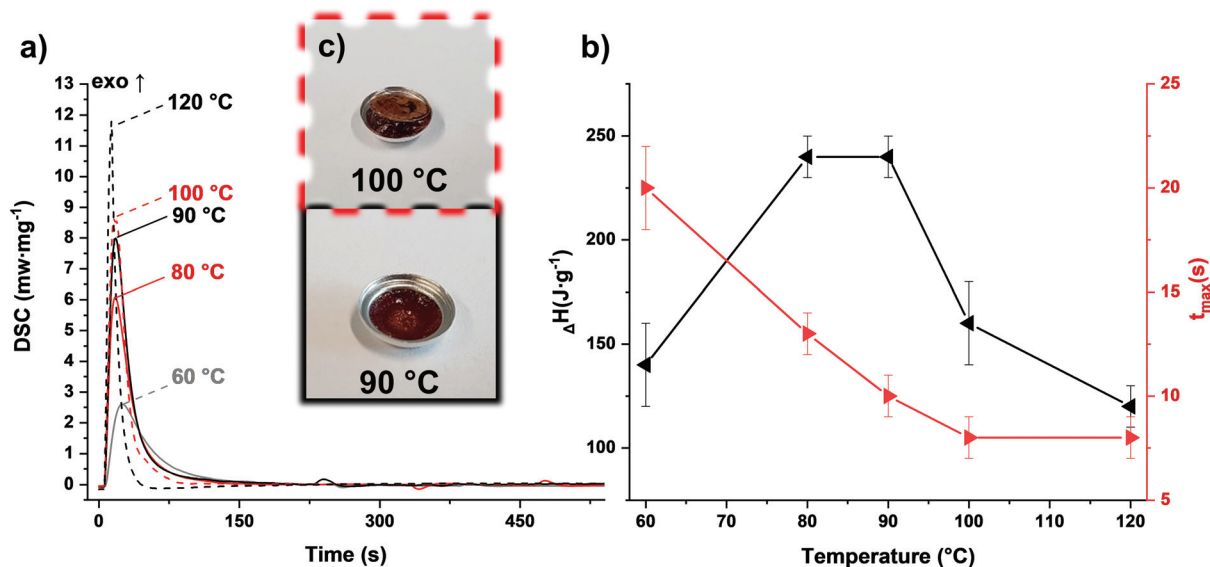 a)
exo ↑
13
12
11
10
9
8
7
6
5
4
3
2
1
0
DSC (mw·mg⁻¹)
120 °C
100 °C
90 °C
80 °C
60 °C
0 150 300 450
Time (s)
c)
100 °C
90 °C
b)
250
200
150
100
ΔH(J·g⁻¹)
25
20
15
10
5
tmax(s)
60 70 80 90 100 110 120
Temperature (°C)